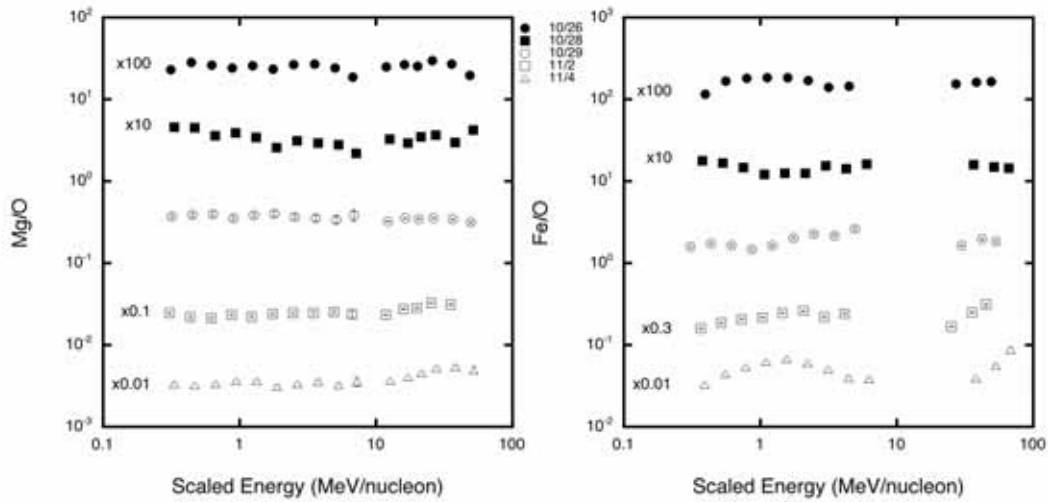 10²
10¹
10⁰
10⁻¹
10⁻²
10⁻³
Mg/O
x100
x10
x0.1
x0.01
0.1
1
10
100
Scaled Energy (MeV/nucleon)
10/26
10/28
10/29
11/2
11/4
10³
10²
10¹
10⁰
10⁻¹
10⁻²
Fe/O
x100
x10
x0.3
x0.01
0.1
1
10
100
Scaled Energy (MeV/nucleon)